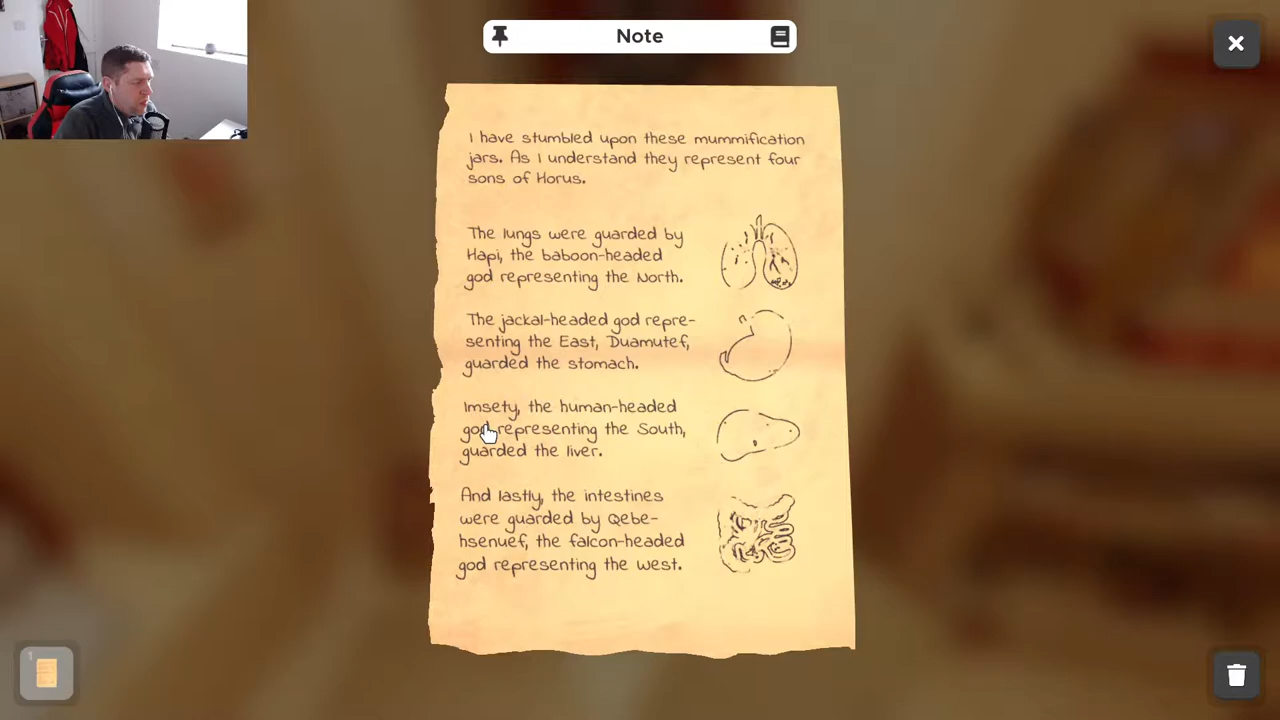 Note
I have stumbled upon these mummification
jars. As I understand they represent four
sons of Horus.
The lungs were guarded by
Hapi, the baboon-headed
god representing the North.
The jackal-headed god repre-
senting the East, Duamutef,
guarded the stomach.
Imsety, the human-headed
god representing the South,
guarded the liver.
And lastly, the intestines
were guarded by Qebe-
hsenuef, the falcon-headed
god representing the west.
1